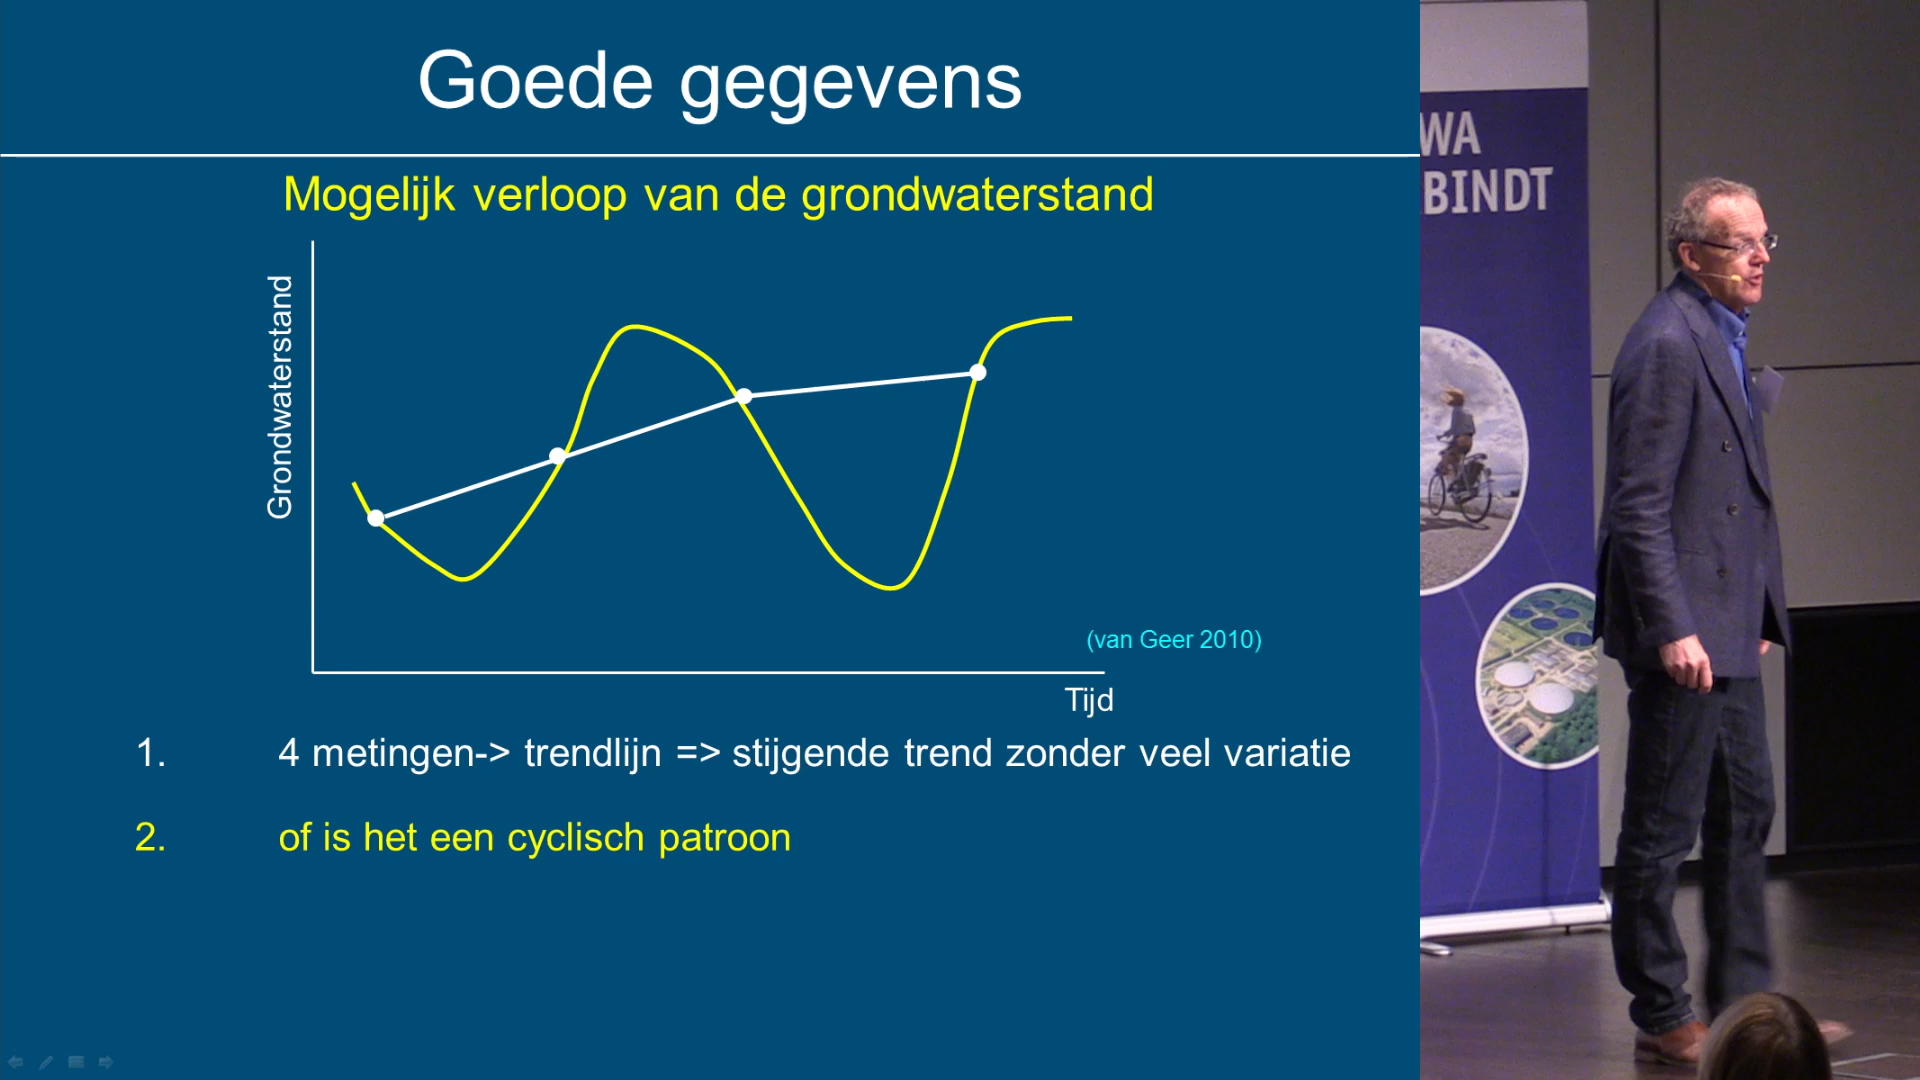 Goede gegevens
Mogelijk verloop van de grondwaterstand
Grondwaterstand
(van Geer 2010)
Tijd
1. 4 metingen-> trendlijn => stijgende trend zonder veel variatie
2. of is het een cyclisch patroon
WA
BINDT